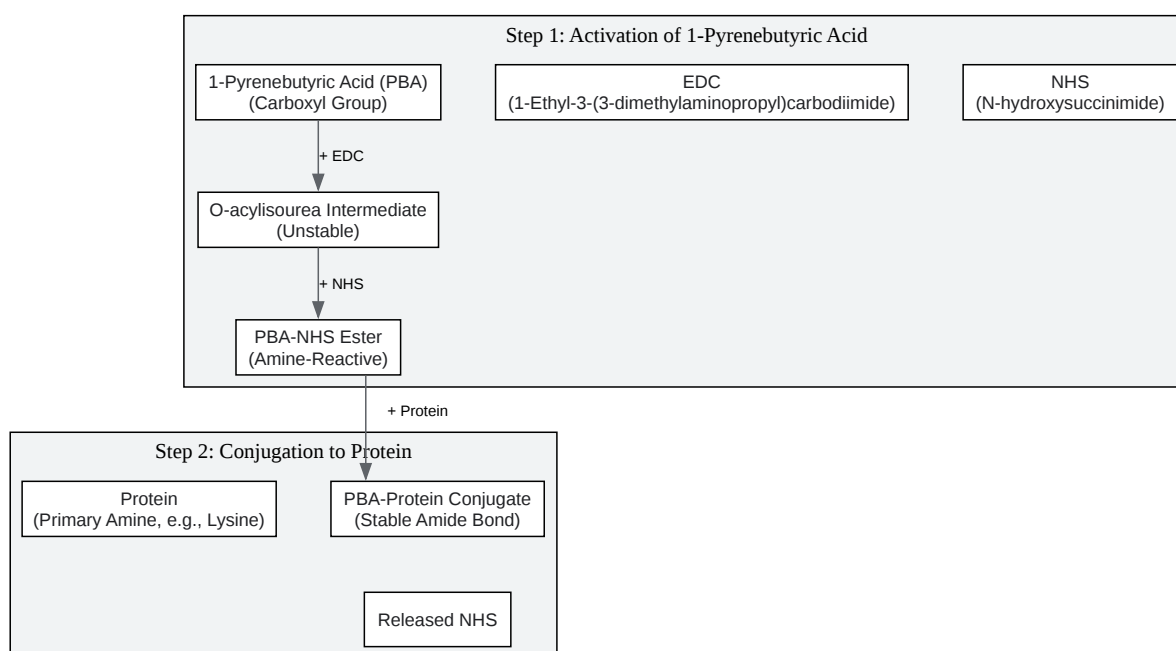 Step 1: Activation of 1-Pyrenebutyric Acid
1-Pyrenebutyric Acid (PBA)
(Carboxyl Group)
EDC
(1-Ethyl-3-(3-dimethylaminopropyl)carbodiimide)
NHS
(N-hydroxysuccinimide)
+ EDC
O-acylisourea Intermediate
(Unstable)
+ NHS
PBA-NHS Ester
(Amine-Reactive)
+ Protein
Step 2: Conjugation to Protein
Protein
(Primary Amine, e.g., Lysine)
PBA-Protein Conjugate
(Stable Amide Bond)
Released NHS